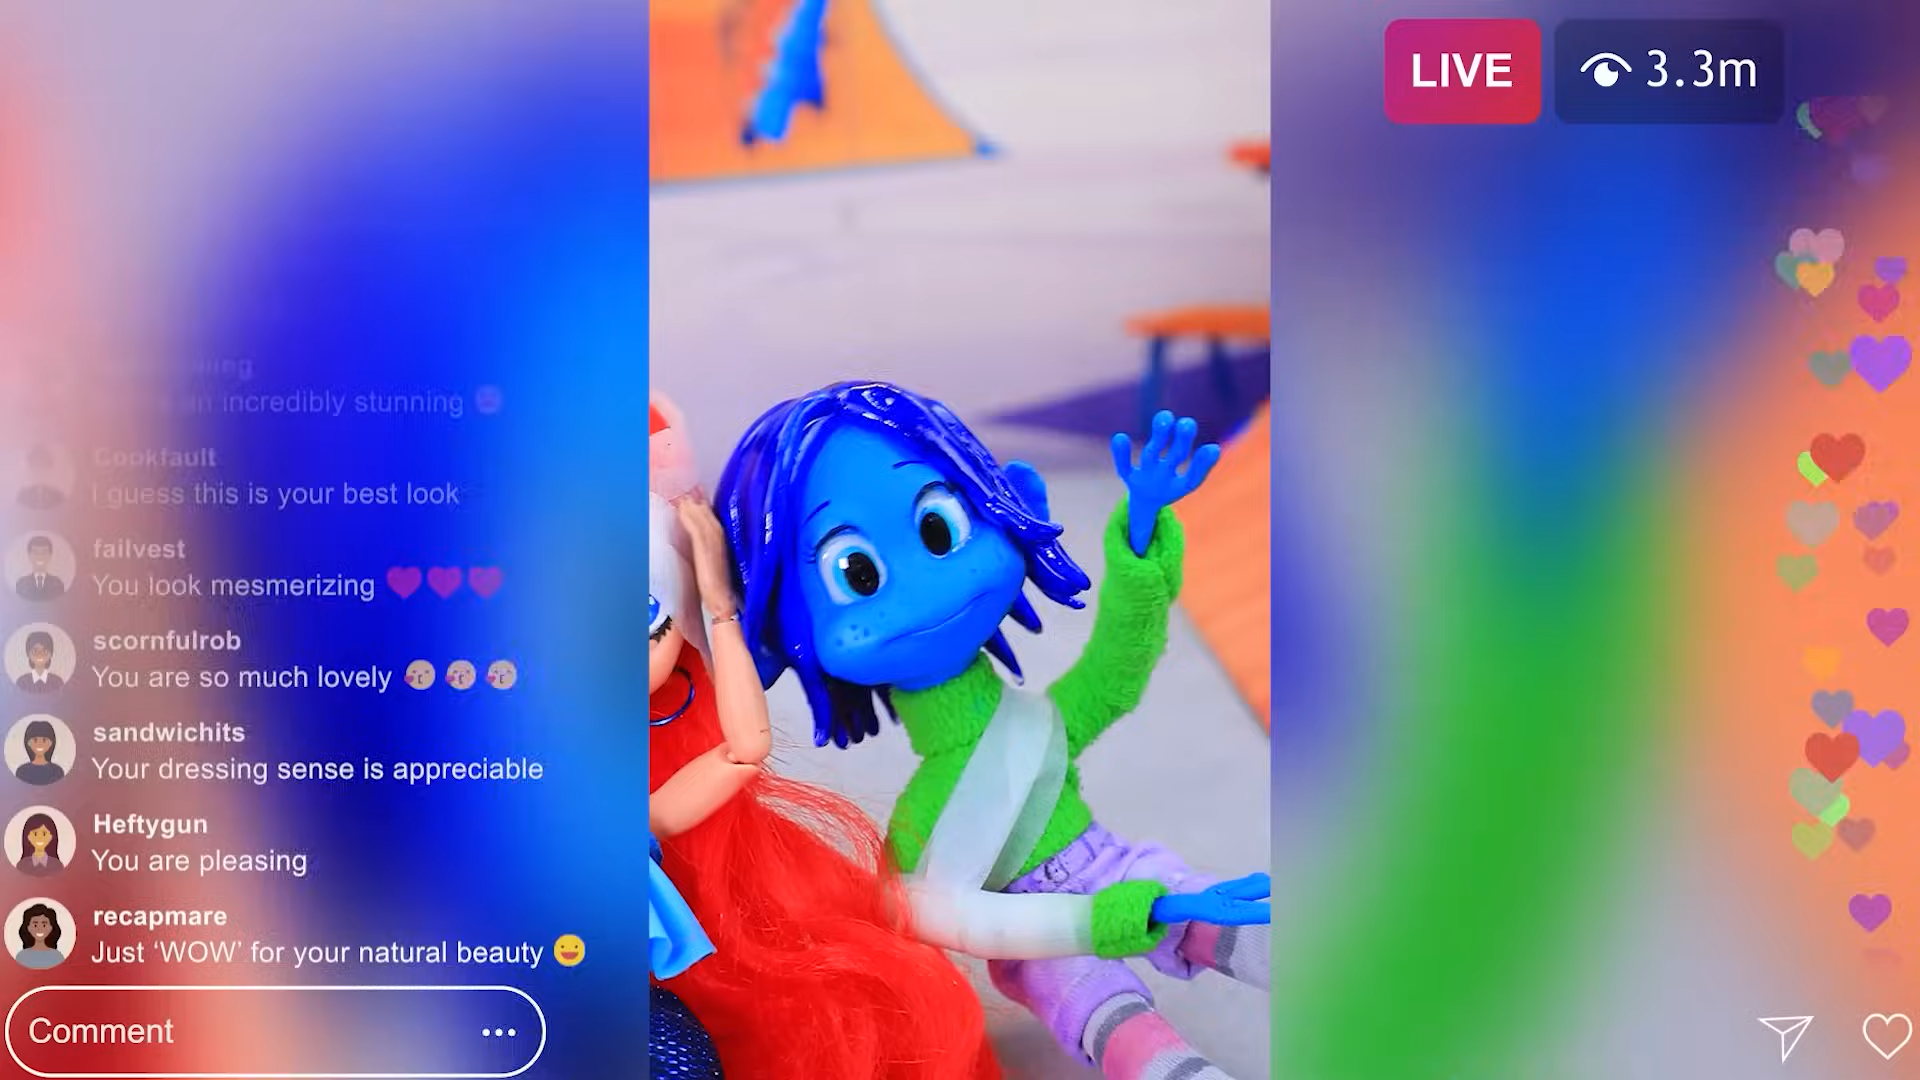 LIVE
3.3m
incredibly stunning
Cookfault
I guess this is your best look
failvest
You look mesmerizing
scornfulrob
You are so much lovely
sandwichits
Your dressing sense is appreciable
Heftygun
You are pleasing
recapmare
Just ‘WOW’ for your natural beauty
Comment